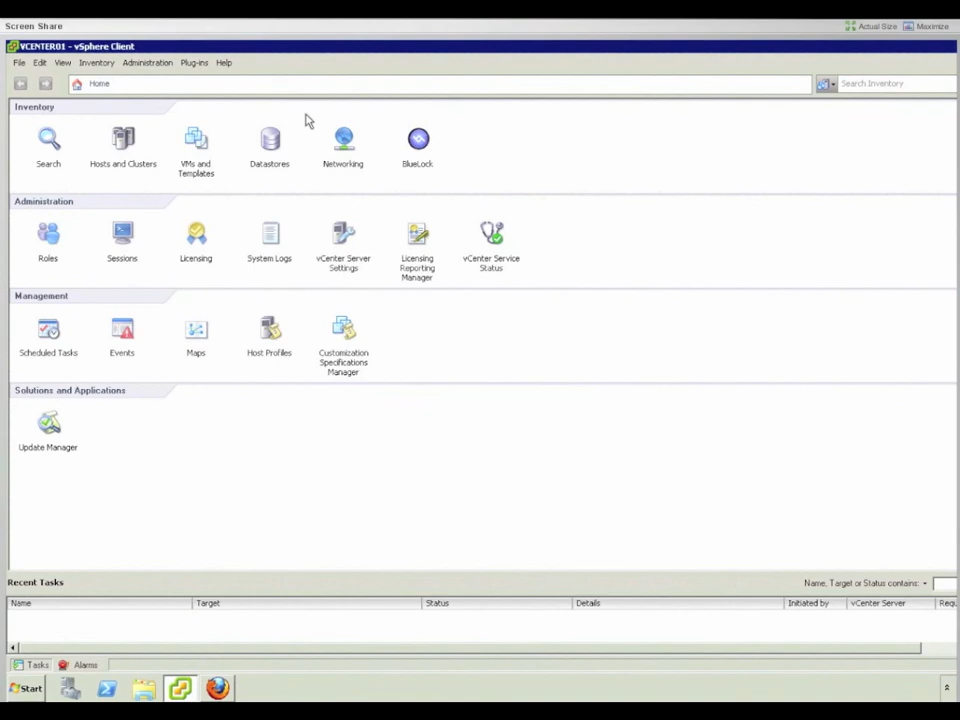 Screen Share
Actual Size
Maximize
VCENTER01 - vSphere Client
File Edit View Inventory Administration Plug-ins Help
Home
Search Inventory
Inventory
Search
Hosts and Clusters
VMs and
Templates
Datastores
Networking
BlueLock
Administration
Roles
Sessions
Licensing
System Logs
vCenter Server
Settings
Licensing
Reporting
Manager
vCenter Service
Status
Management
Scheduled Tasks
Events
Maps
Host Profiles
Customization
Specifications
Manager
Solutions and Applications
Update Manager
Recent Tasks
Name, Target or Status contains:
Name Target Status Details Initiated by vCenter Server Requ
Tasks Alarms
Start